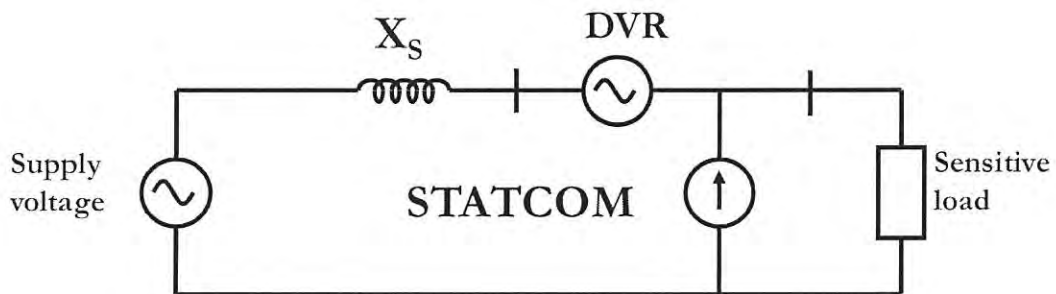 DVR
X_S
Supply
voltage
STATCOM
Sensitive
load